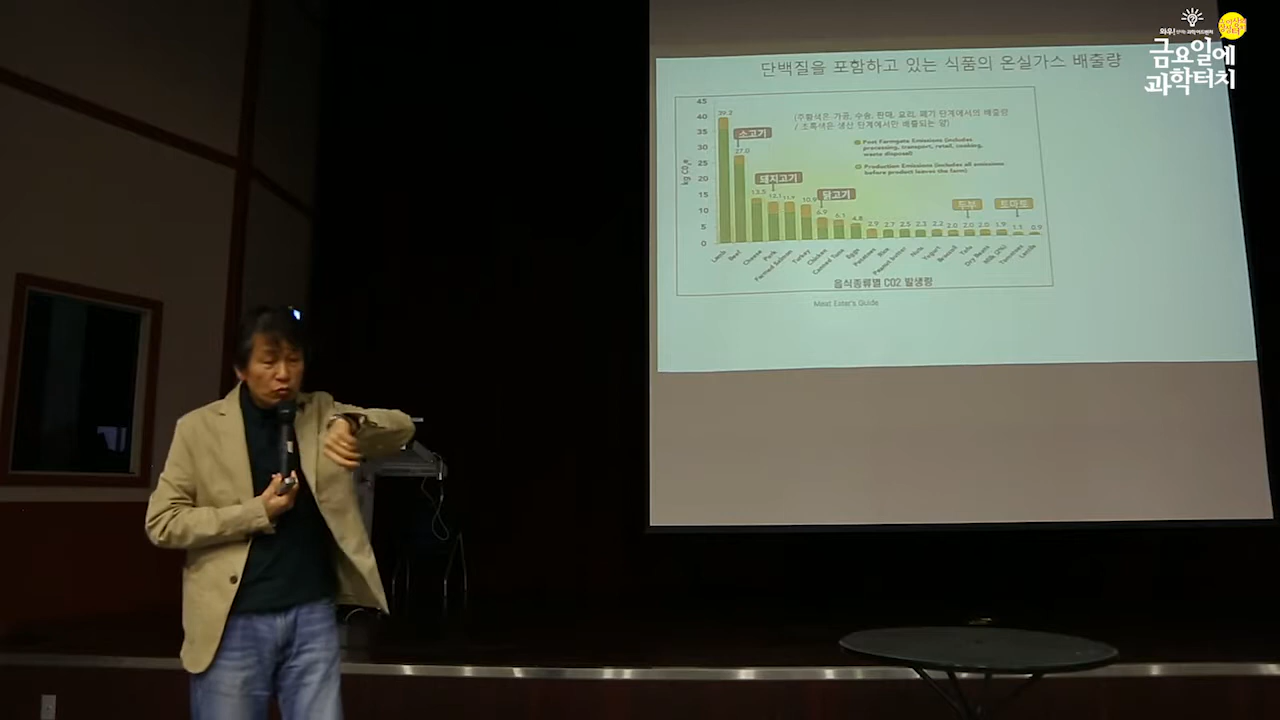 와우!
과학어드벤처
금요일에
과학터치
단백질을 포함하고 있는 식품의 온실가스 배출량
(주황색은 가공, 수송, 판매, 요리, 폐기 단계에서의 배출량
/ 초록색은 생산 단계에서만 배출되는 양)
Post Farmgate Emissions (includes
processing, transport, retail, cooking,
waste disposal)
Production Emissions (includes all emissions
before product leaves the farm)
kg CO₂e
45
40
35
30
25
20
15
10
5
0
39.2
27.0
13.5
12.1
11.9
10.9
6.9
6.1
4.8
2.9
2.7
2.5
2.3
2.2
2.0
2.0
2.0
1.9
1.1
0.9
소고기
돼지고기
닭고기
두부
토마토
Lamb
Beef
Cheese
Pork
Farmed Salmon
Turkey
Chicken
Canned Tuna
Eggs
Potatoes
Rice
Peanut butter
Nuts
Yogurt
Broccoli
Tofu
Dry Beans
Milk (2%)
Tomatoes
Lentils
음식종류별 CO2 발생량
Meat Eater's Guide